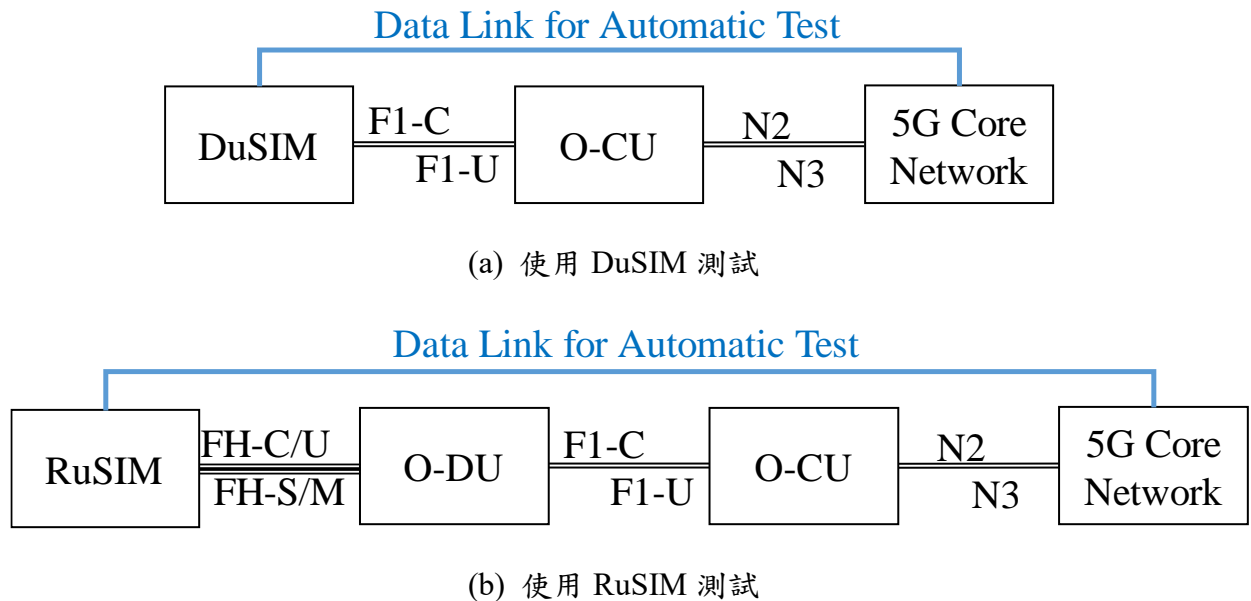 Data Link for Automatic Test
DuSIM
F1-C
F1-U
O-CU
N2
N3
5G Core
Network
(a) 使用 DuSIM 測試
Data Link for Automatic Test
RuSIM
FH-C/U
FH-S/M
O-DU
F1-C
F1-U
O-CU
N2
N3
5G Core
Network
(b) 使用 RuSIM 測試